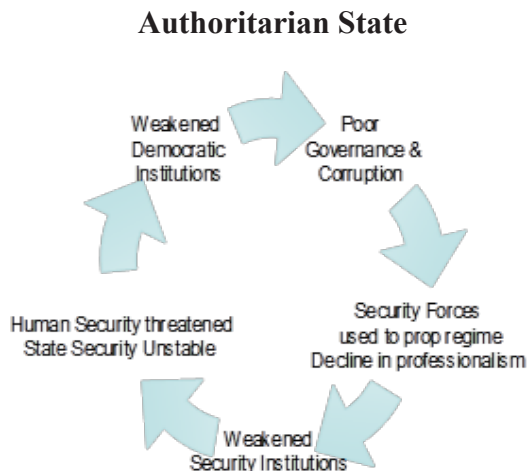 Authoritarian State
Weakened
Democratic
Institutions
Poor
Governance &
Corruption
Security Forces
used to prop regime
Decline in professionalism
Weakened
Security Institutions
Human Security threatened
State Security Unstable